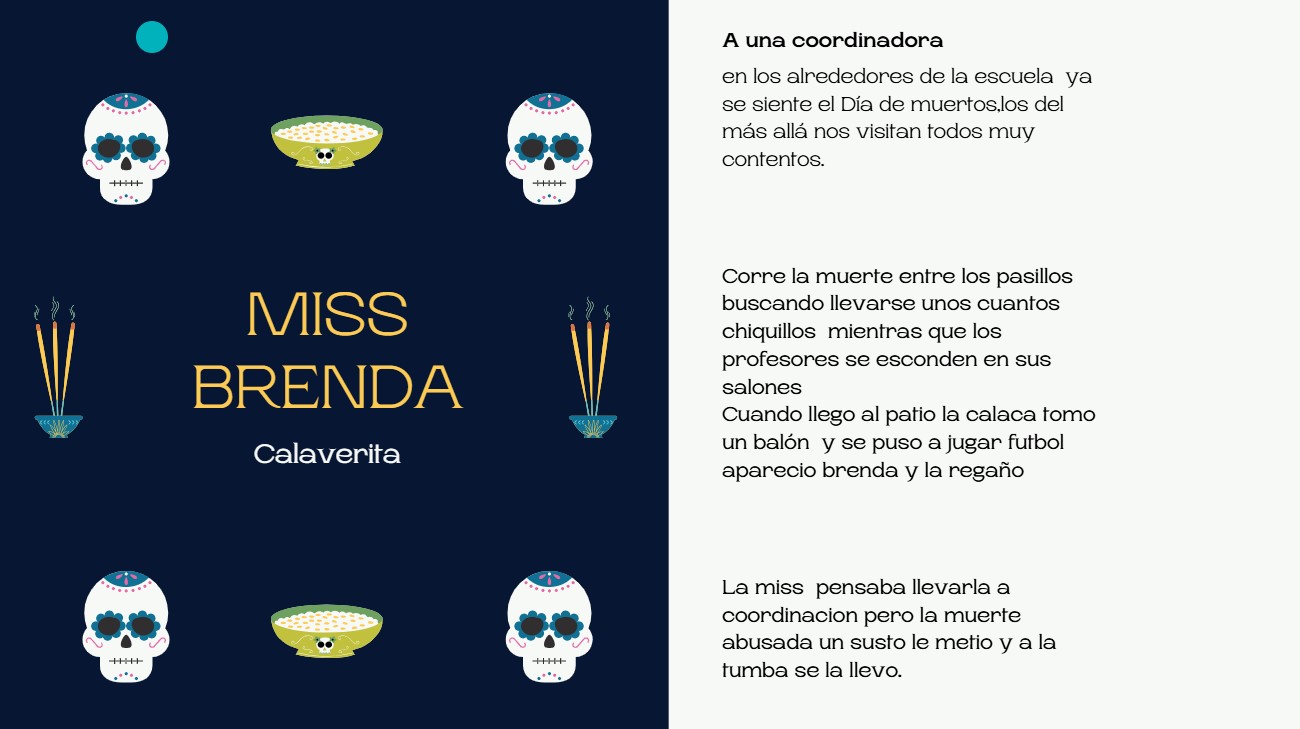 MISS
BRENDA
Calaverita
A una coordinadora
en los alrededores de la escuela  ya
se siente el Día de muertos,los del
más allá nos visitan todos muy
contentos.
Corre la muerte entre los pasillos
buscando llevarse unos cuantos
chiquillos  mientras que los
profesores se esconden en sus
salones
Cuando llego al patio la calaca tomo
un balón  y se puso a jugar futbol
aparecio brenda y la regaño
La miss  pensaba llevarla a
coordinacion pero la muerte
abusada un susto le metio y a la
tumba se la llevo.